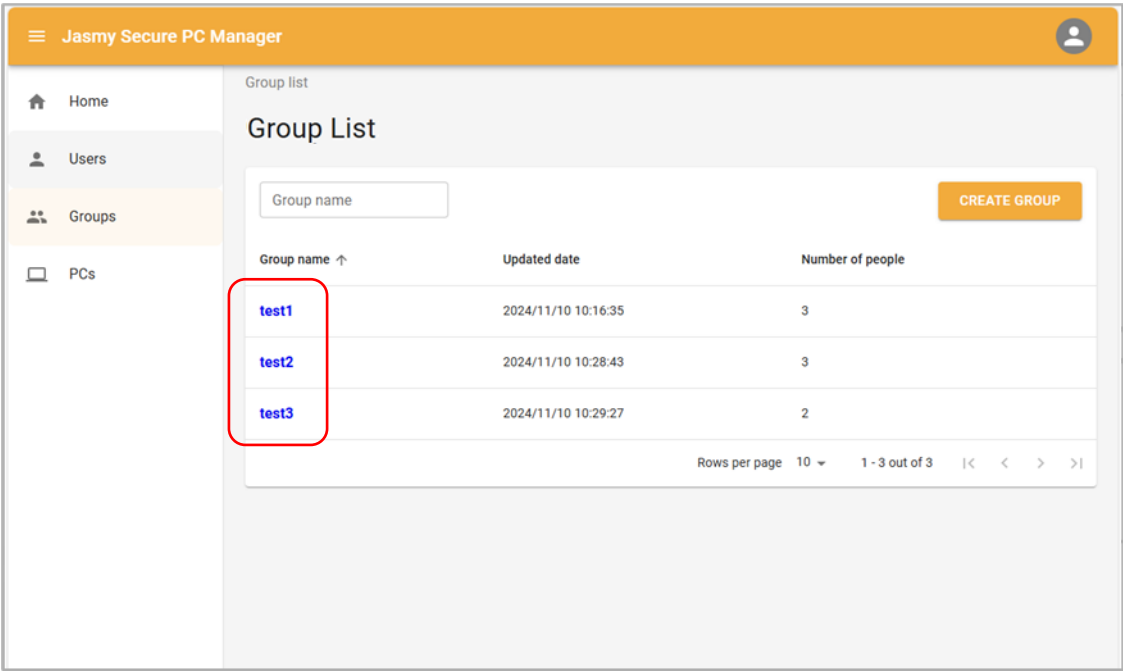 Jasmy Secure PC Manager
Home
Users
Groups
PCs
Group list
Group List
Group name
CREATE GROUP
Group name Updated date Number of people
test1 2024/11/10 10:16:35 3
test2 2024/11/10 10:28:43 3
test3 2024/11/10 10:29:27 2
Rows per page 10 1 - 3 out of 3